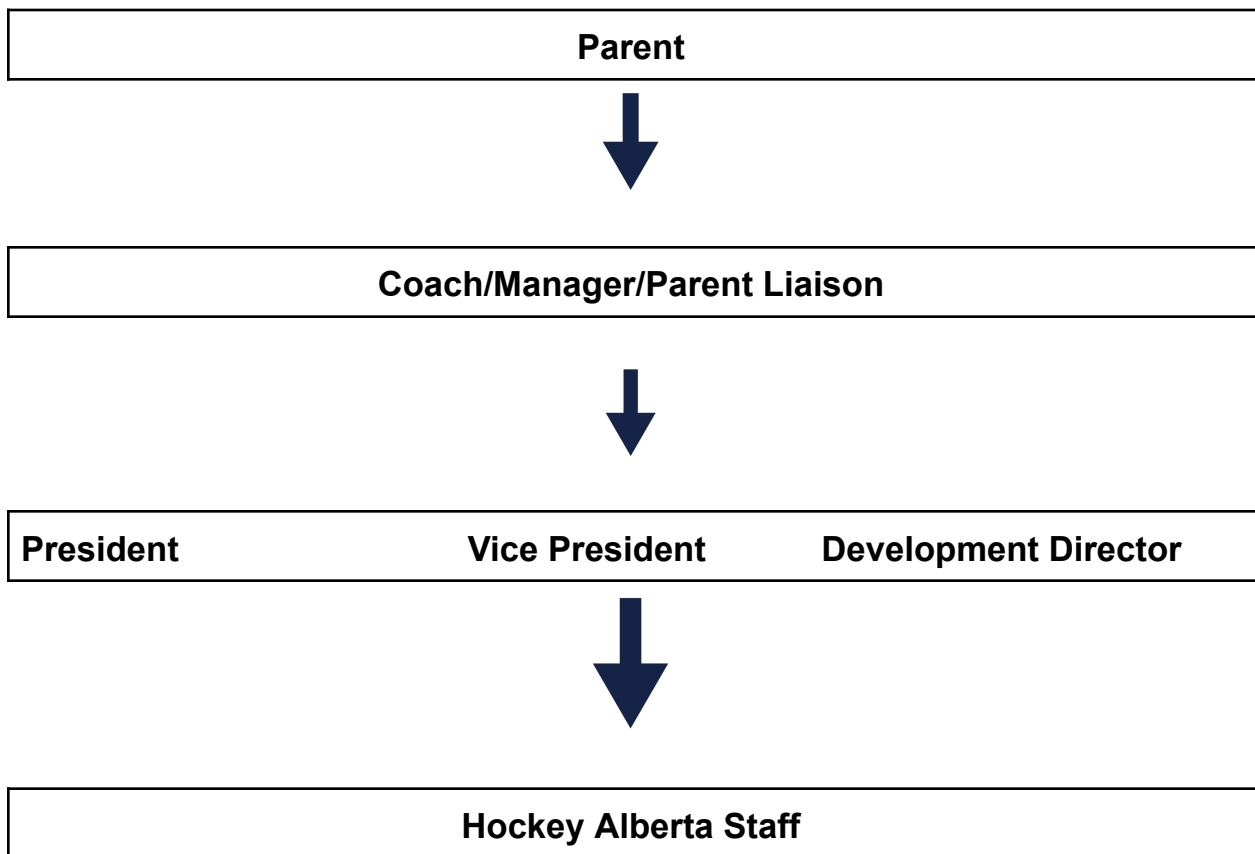 Parent
Coach/Manager/Parent Liaison
President Vice President Development Director
Hockey Alberta Staff